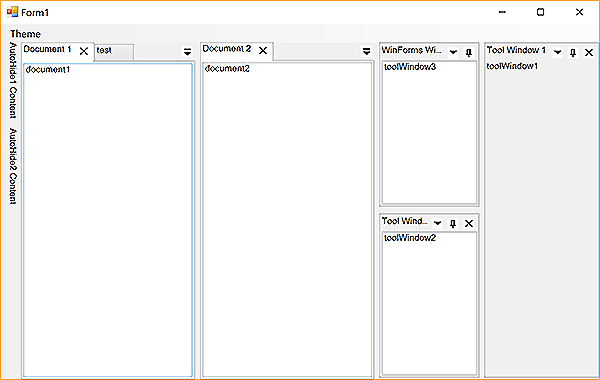 Form1
Theme
AutoHide1 Content
AutoHide2 Content
Document 1
test
document1
Document 2
document2
WinForms Wi...
toolWindow3
Tool Wind...
toolWindow2
Tool Window 1
toolWindow1